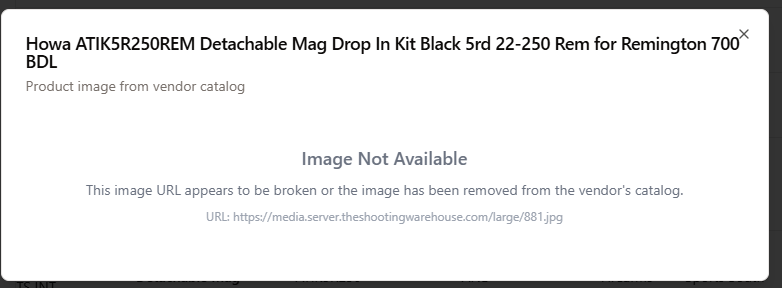 Howa ATIK5R250REM Detachable Mag Drop In Kit Black 5rd 22-250 Rem for Remington 700
BDL
Product image from vendor catalog
Image Not Available
This image URL appears to be broken or the image has been removed from the vendor's catalog.
URL: https://media.server.theshootingwarehouse.com/large/881.jpg